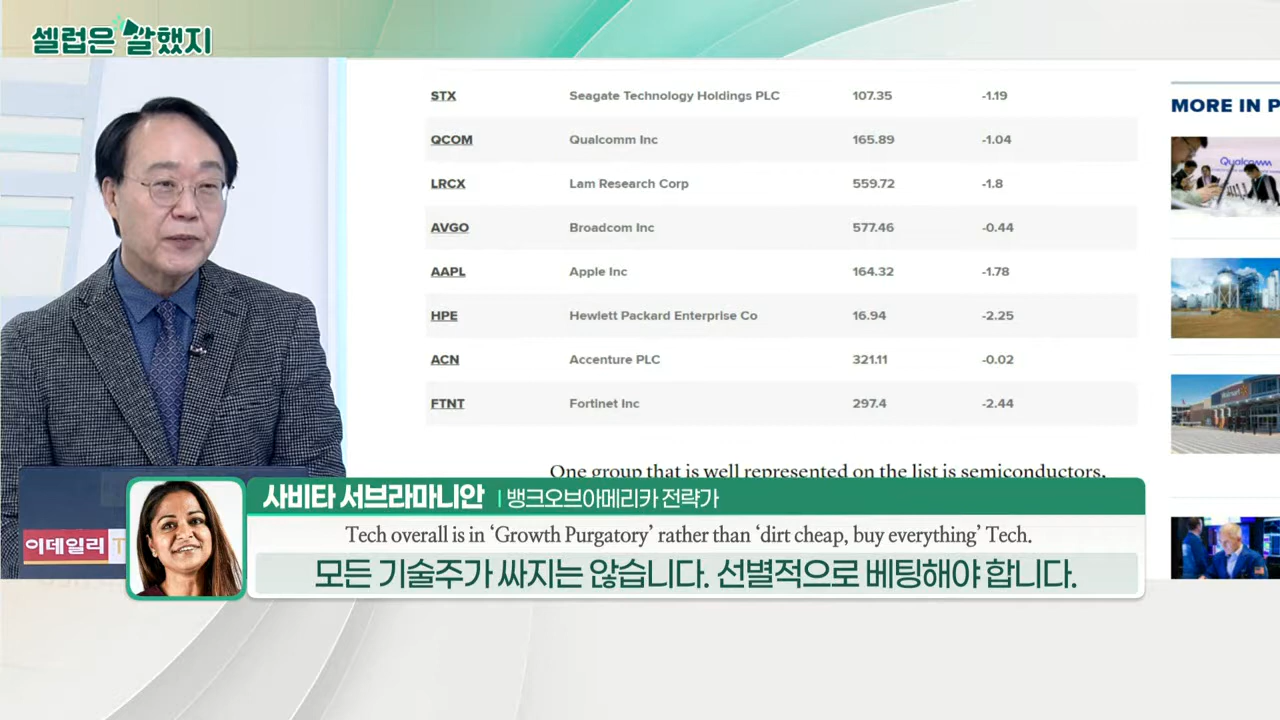 셀럽은 말했지
STX Seagate Technology Holdings PLC 107.35 -1.19
QCOM Qualcomm Inc 165.89 -1.04
LRCX Lam Research Corp 559.72 -1.8
AVGO Broadcom Inc 577.46 -0.44
AAPL Apple Inc 164.32 -1.78
HPE Hewlett Packard Enterprise Co 16.94 -2.25
ACN Accenture PLC 321.11 -0.02
FTNT Fortinet Inc 297.4 -2.44
One group that is well represented on the list is semiconductors.
MORE IN P
Qualcomm
Walmart
이데일리 T
사비타 서브라마니안 | 뱅크오브아메리카 전략가
Tech overall is in ‘Growth Purgatory’ rather than ‘dirt cheap, buy everything’ Tech.
모든 기술주가 싸지는 않습니다. 선별적으로 베팅해야 합니다.